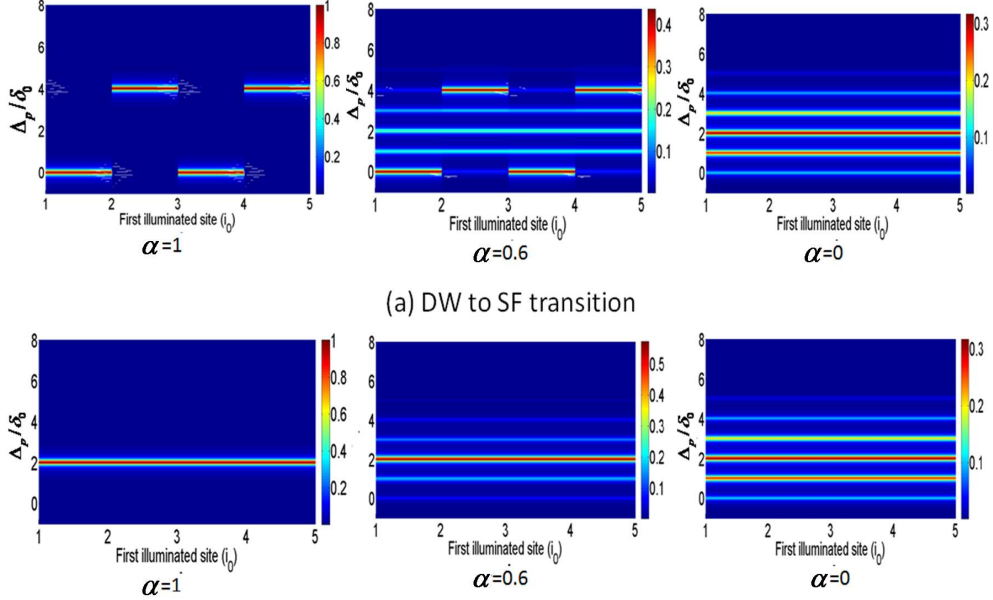 8 6 4 2 0
Δp/δ0
1 2 3 4 5
First illuminated site (i0)
1 0.8 0.6 0.4 0.2
α=1
8 6 4 2 0
Δp/δ0
1 2 3 4 5
First illuminated site (i0)
0.4 0.3 0.2 0.1
α=0.6
8 6 4 2 0
Δp/δ0
1 2 3 4 5
First illuminated site (i0)
0.3 0.2 0.1
α=0
(a) DW to SF transition
8 6 4 2 0
Δp/δ0
1 2 3 4 5
First illuminated site (i0)
1 0.8 0.6 0.4 0.2
α=1
8 6 4 2 0
1 2 3 4 5
First illuminated site (i0)
0.5 0.4 0.3 0.2 0.1
α=0.6
8 6 4 2 0
Δp/δ0
1 2 3 4 5
First illuminated site (i0)
0.3 0.2 0.1
α=0